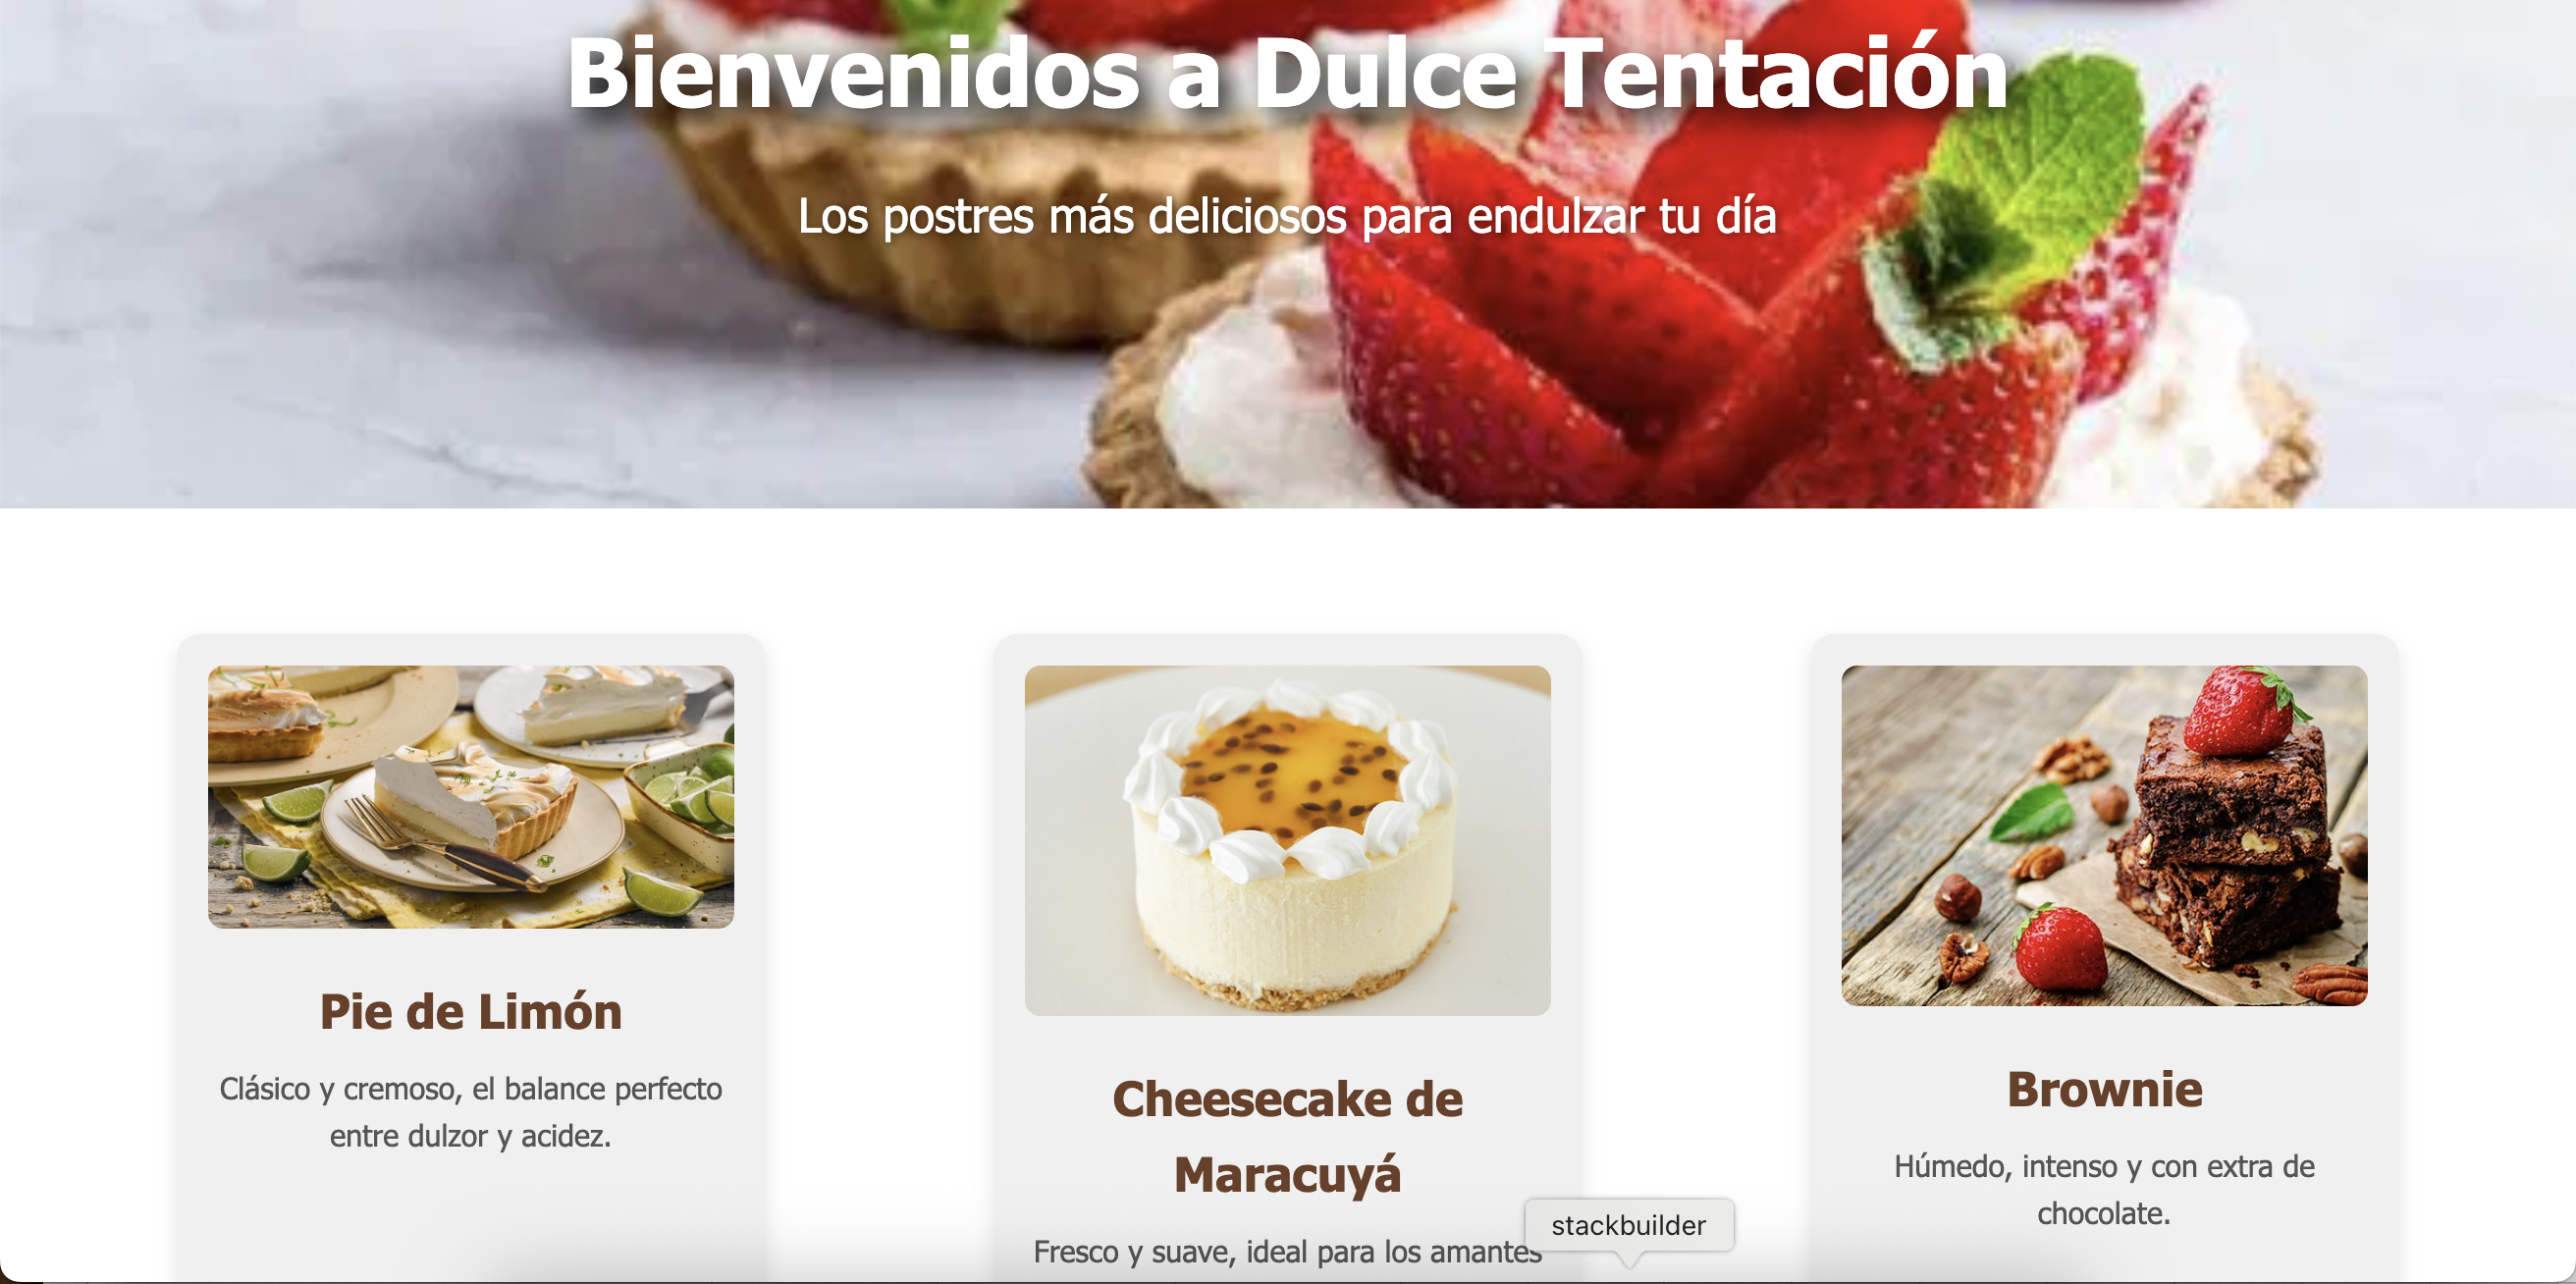 Bienvenidos a Dulce Tentación
Los postres más deliciosos para endulzar tu día
Pie de Limón
Clásico y cremoso, el balance perfecto
entre dulzor y acidez.
Cheesecake de
Maracuyá
Fresco y suave, ideal para los amantes
Brownie
Húmedo, intenso y con extra de
chocolate.
stackbuilder